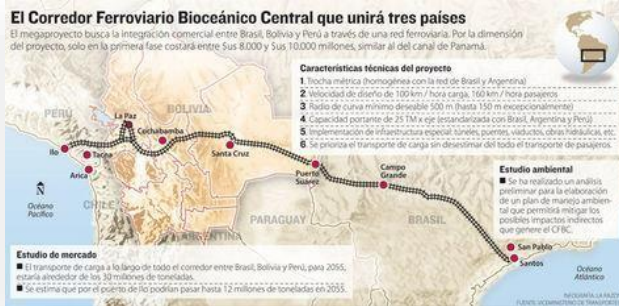 El Corredor Ferroviario Bioceánico Central que unirá tres países
El megaproyecto busca la integración comercial entre Brasil, Bolivia y Perú a través de una red ferroviaria. Por la dimensión
del proyecto, solo en la primera fase costará entre $us 8.000 y $us 10.000 millones, similar al del canal de Panamá.
Características técnicas del proyecto
1 Trocha métrica (homogénea con la red de Brasil y Argentina)
2 Velocidad de diseño de 100 km / hora carga, 160 km / hora pasajeros
3 Radio de curva mínimo deseable 500 m (hasta 150 m excepcionalmente)
4 Capacidad portante de 25 TM x eje (estandarizada con Brasil, Argentina y Perú)
5 Implementación de infraestructura especial: túneles, puentes, viaductos, obras hidráulicas, etc.
6 Se prioriza el transporte de carga sin desestimar del todo el transporte de pasajeros.
PERÚ
BOLIVIA
La Paz
Cochabamba
Santa Cruz
Ilo
Tacna
Arica
Puerto
Suárez
Campo
Grande
N
Océano
Pacífico
CHILE
PARAGUAY
BRASIL
ARGENTINA
Estudio ambiental
■ Se ha realizado un análisis
preliminar para la elaboración
de un plan de manejo ambien-
tal que permitirá mitigar los
posibles impactos indirectos
que genere el CFBC.
San Pablo
Santos
Océano
Atlántico
Estudio de mercado
■ El transporte de carga a lo largo de todo el corredor entre Brasil, Bolivia y Perú, para 2055,
estaría alrededor de los 30 millones de toneladas.
■ Se estima que por el puerto de Ilo podrían pasar hasta 12 millones de toneladas en 2055.
INFOGRAFÍA: LA RAZÓN
FUENTE: VICEMINISTERIO DE TRANSPORTES